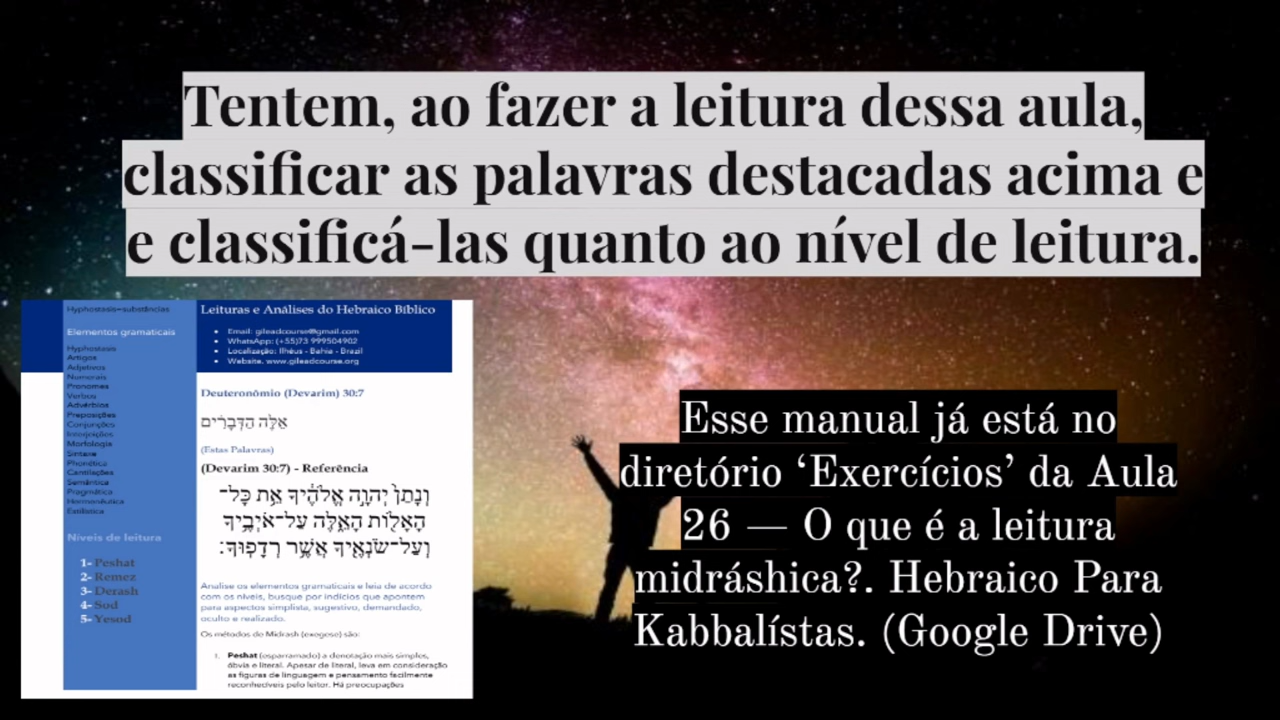 Tentem, ao fazer a leitura dessa aula,
classificar as palavras destacadas acima e
e classificá-las quanto ao nível de leitura.
Hyphostasis=substâncias
Elementos gramaticais
Hyphostasis
Artigos
Adjetivos
Numerais
Pronomes
Verbos
Advérbios
Preposições
Conjunções
Interjeições
Morfologia
Sintaxe
Phonética
Cantilações
Semântica
Pragmática
Hermenêutica
Estilística
Níveis de leitura
1- Peshat
2- Remez
3- Derash
4- Sod
5- Yesod
Leituras e Análises do Hebraico Bíblico
• Email: gileadcourse@gmail.com
• WhatsApp: (+55)73 999504902
• Localização: Ilhéus - Bahia - Brazil
• Website. www.gileadcourse.org
Deuteronômio (Devarim) 30:7
אֵלֶּה הַדְּבָרִים
(Estas Palavras)
(Devarim 30:7) - Referência
וְנָתַן יְהוָה אֱלֹהֶיךָ אֵת כָּל־
הָאָלוֹת הָאֵלֶּה עַל־אֹיְבֶיךָ
וְעַל־שֹׂנְאֶיךָ אֲשֶׁר רְדָפוּךָ׃
Analise os elementos gramaticais e leia de acordo
com os níveis, busque por indícios que apontem
para aspectos simplista, sugestivo, demandado,
oculto e realizado.
Os métodos de Midrash (exegese) são:
1. Peshat (esparramado) a denotação mais simples,
óbvia e literal. Apesar de literal, leva em consideração
as figuras de linguagem e pensamento facilmente
reconhecíveis pelo leitor. Há preocupações
Esse manual já está no
diretório ‘Exercícios’ da Aula
26 — O que é a leitura
midráshica?. Hebraico Para
Kabbalístas. (Google Drive)